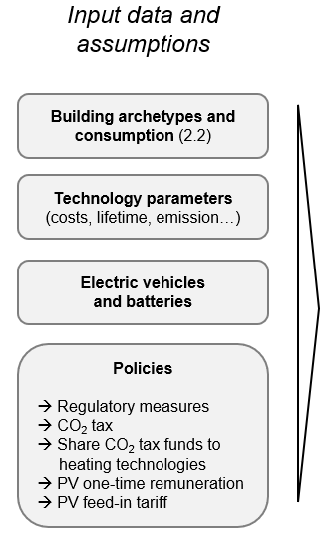 Input data and
assumptions
Building archetypes and
consumption (2.2)
Technology parameters
(costs, lifetime, emission…)
Electric vehicles
and batteries
Policies
→ Regulatory measures
→ CO₂ tax
→ Share CO₂ tax funds to
heating technologies
→ PV one-time remuneration
→ PV feed-in tariff